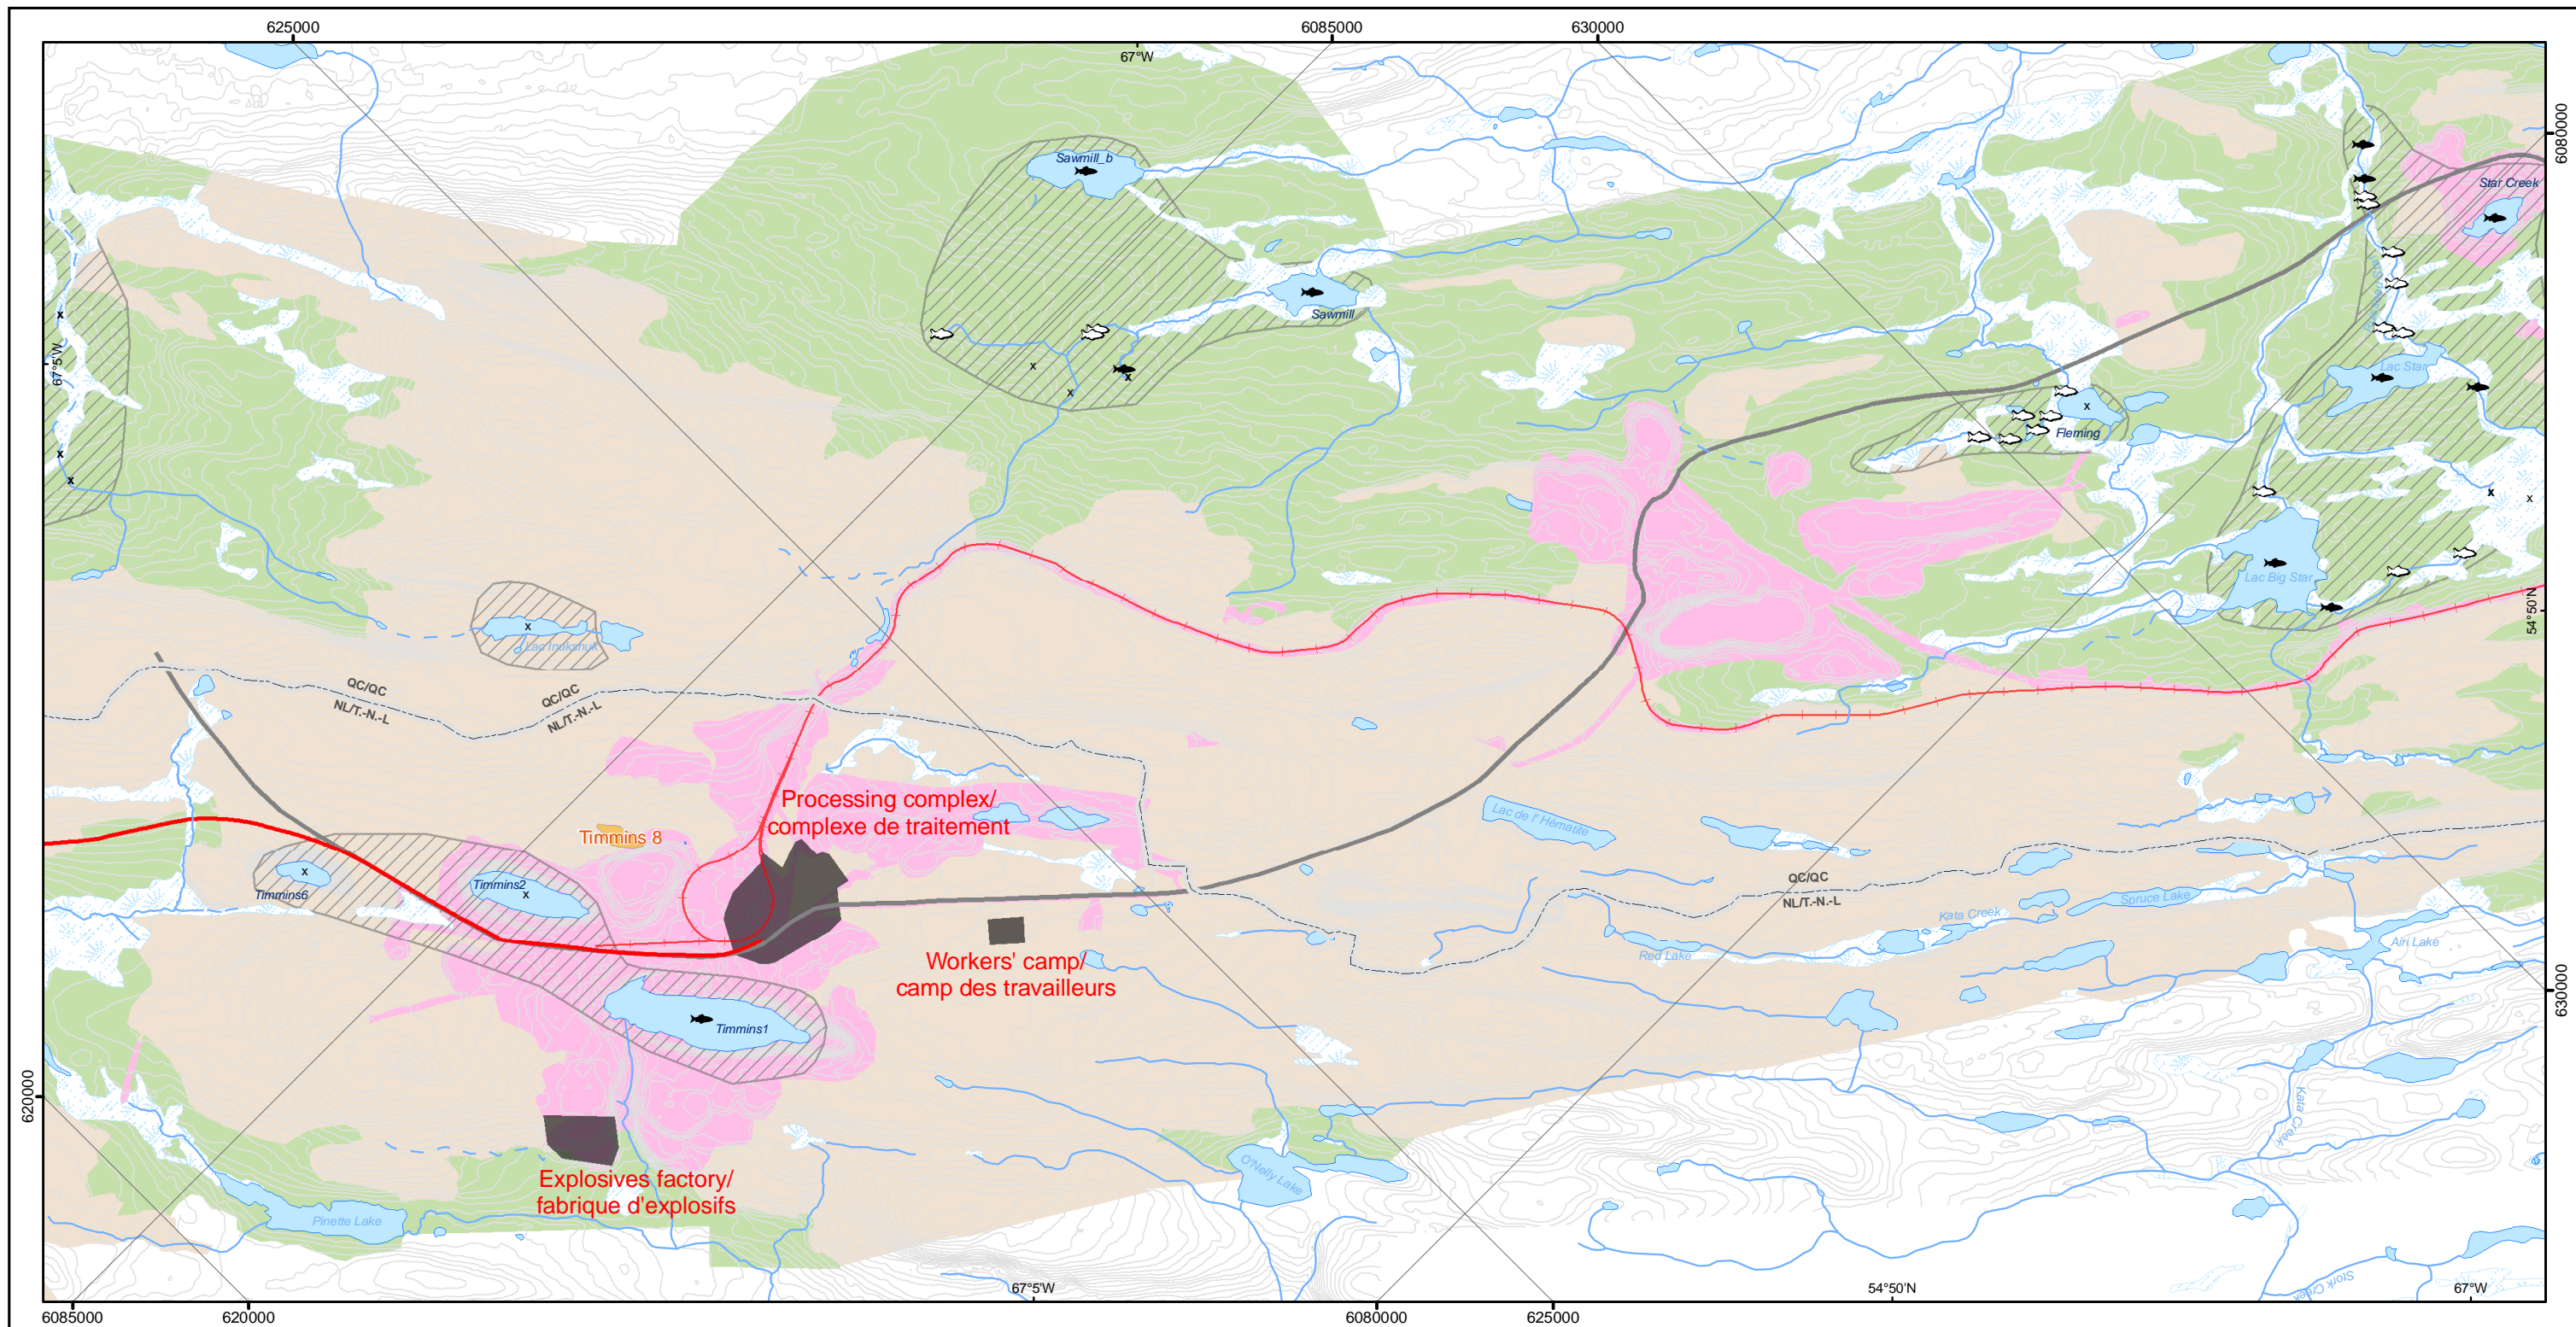 625000
6085000
630000
67°W
Sawmill_b
6080000
Star Creek
Sawmill
67°5'W
Lac Star
Fleming
Lac Big Star
54°50'N
Lac Inukshuk
QC/QC
NL/T.-N.-L
QC/QC
NL/T.-N.-L
Processing complex/
complexe de traitement
Lac de l' Hématite
Timmins 8
Timmins2
Timmins6
QC/QC
NL/T.-N.-L
Spruce Lake
Kata Creek
Airi Lake
Red Lake
Workers' camp/
camp des travailleurs
630000
Timmins1
620000
Kata Creek
Explosives factory/
fabrique d'explosifs
O'Nelly Lake
Pinette Lake
Stork Creek
67°5'W
54°50'N
67°W
6085000
620000
6080000
625000